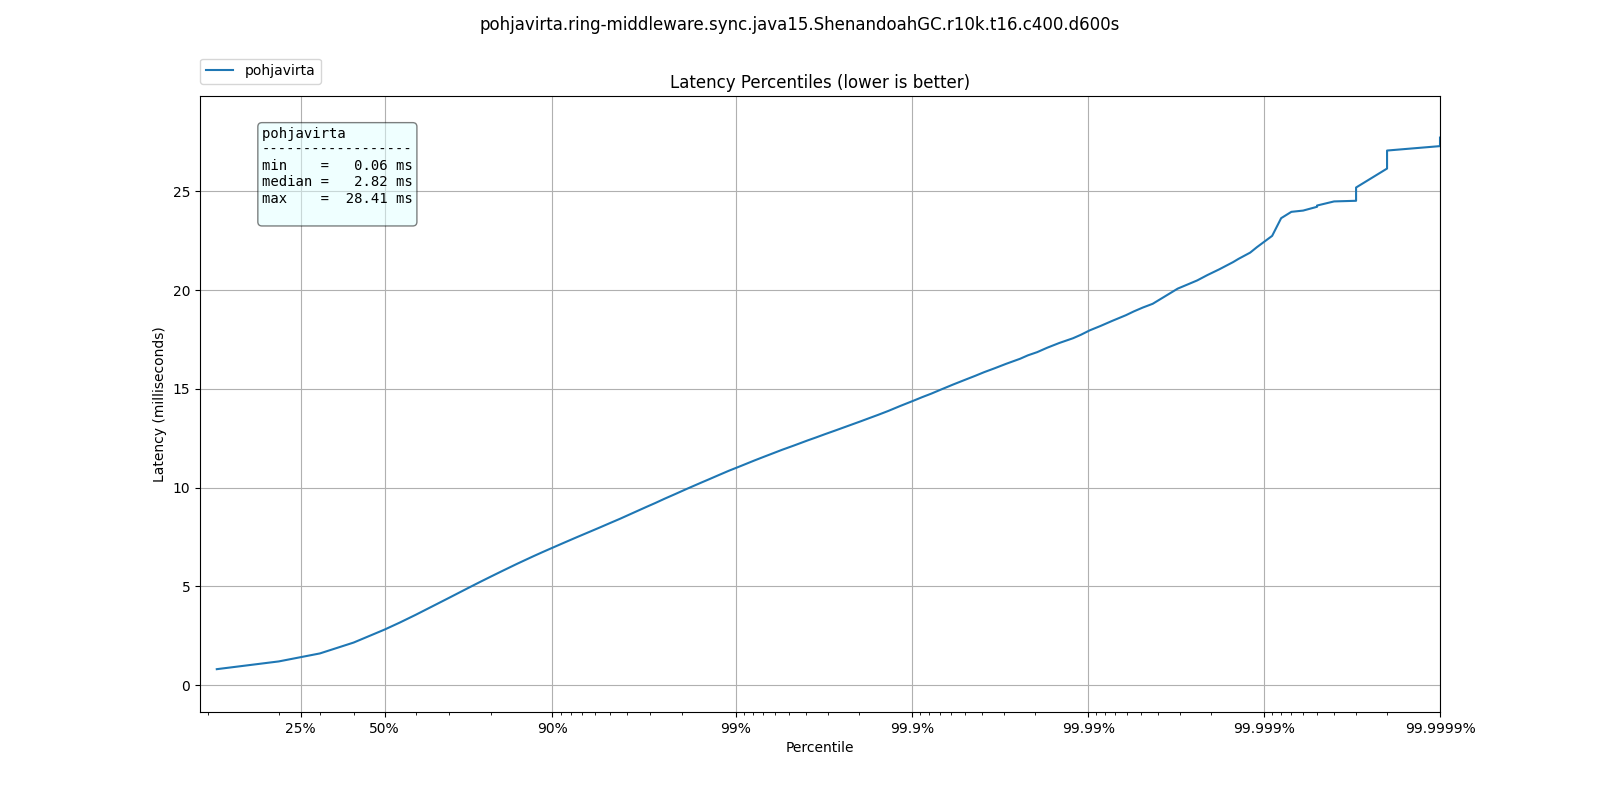 pohjavirta.ring-middleware.sync.java15.ShenandoahGC.r10k.t16.c400.d600s
pohjavirta
Latency Percentiles (lower is better)
pohjavirta
------------------
min    =   0.06 ms
median =   2.82 ms
max    =  28.41 ms
25
20
15
10
5
0
Latency (milliseconds)
25% 50% 90% 99% 99.9% 99.99% 99.999% 99.9999%
Percentile